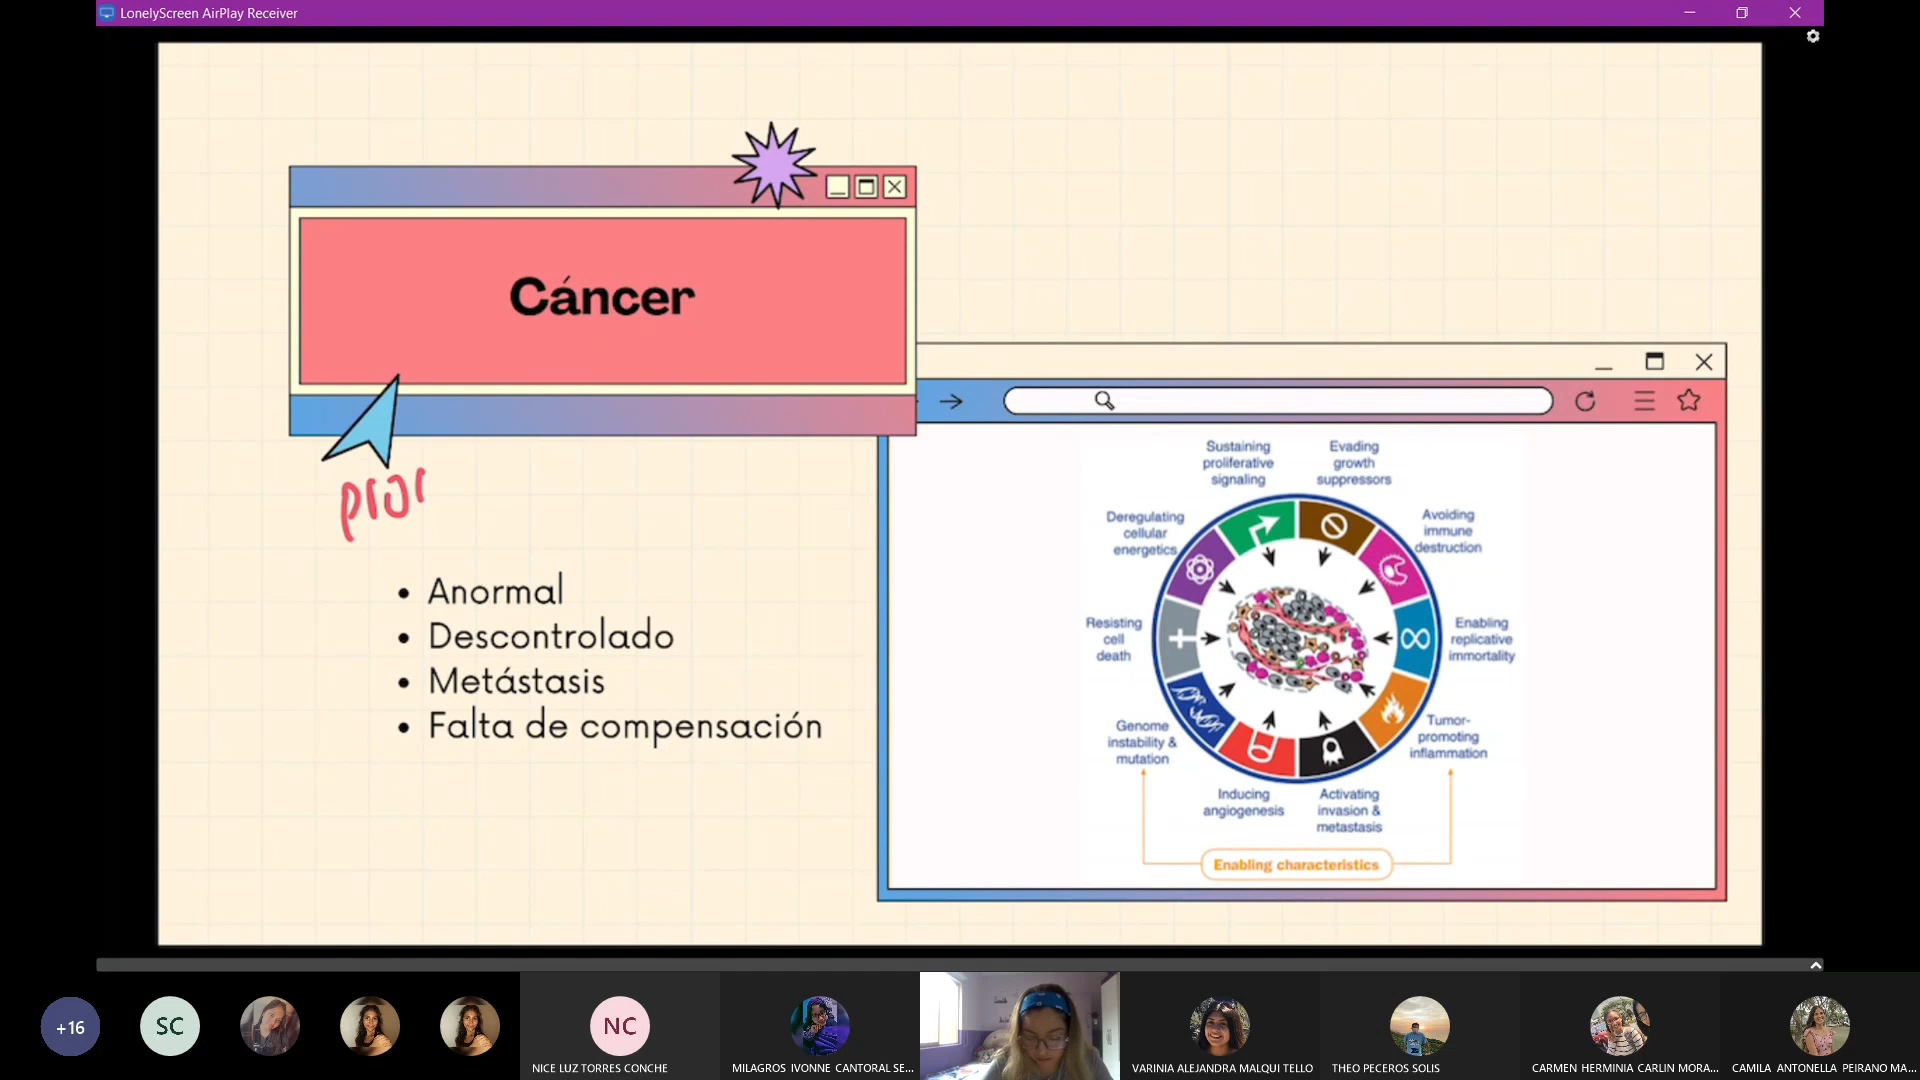 LonelyScreen AirPlay Receiver
Cáncer
• Anormal
• Descontrolado
• Metástasis
• Falta de compensación
Sustaining
proliferative
signaling
Evading
growth
suppressors
Deregulating
cellular
energetics
Avoiding
immune
destruction
Resisting
cell
death
Enabling
replicative
immortality
Genome
instability &
mutation
Tumor-
promoting
inflammation
Inducing
angiogenesis
Activating
invasion &
metastasis
Enabling characteristics
+16
SC
NC
NICE LUZ TORRES CONCHE
MILAGROS IVONNE CANTORAL SE...
VARINIA ALEJANDRA MALQUI TELLO
THEO PECEROS SOLIS
CARMEN HERMINIA CARLIN MORA...
CAMILA ANTONELLA PEIRANO MA...